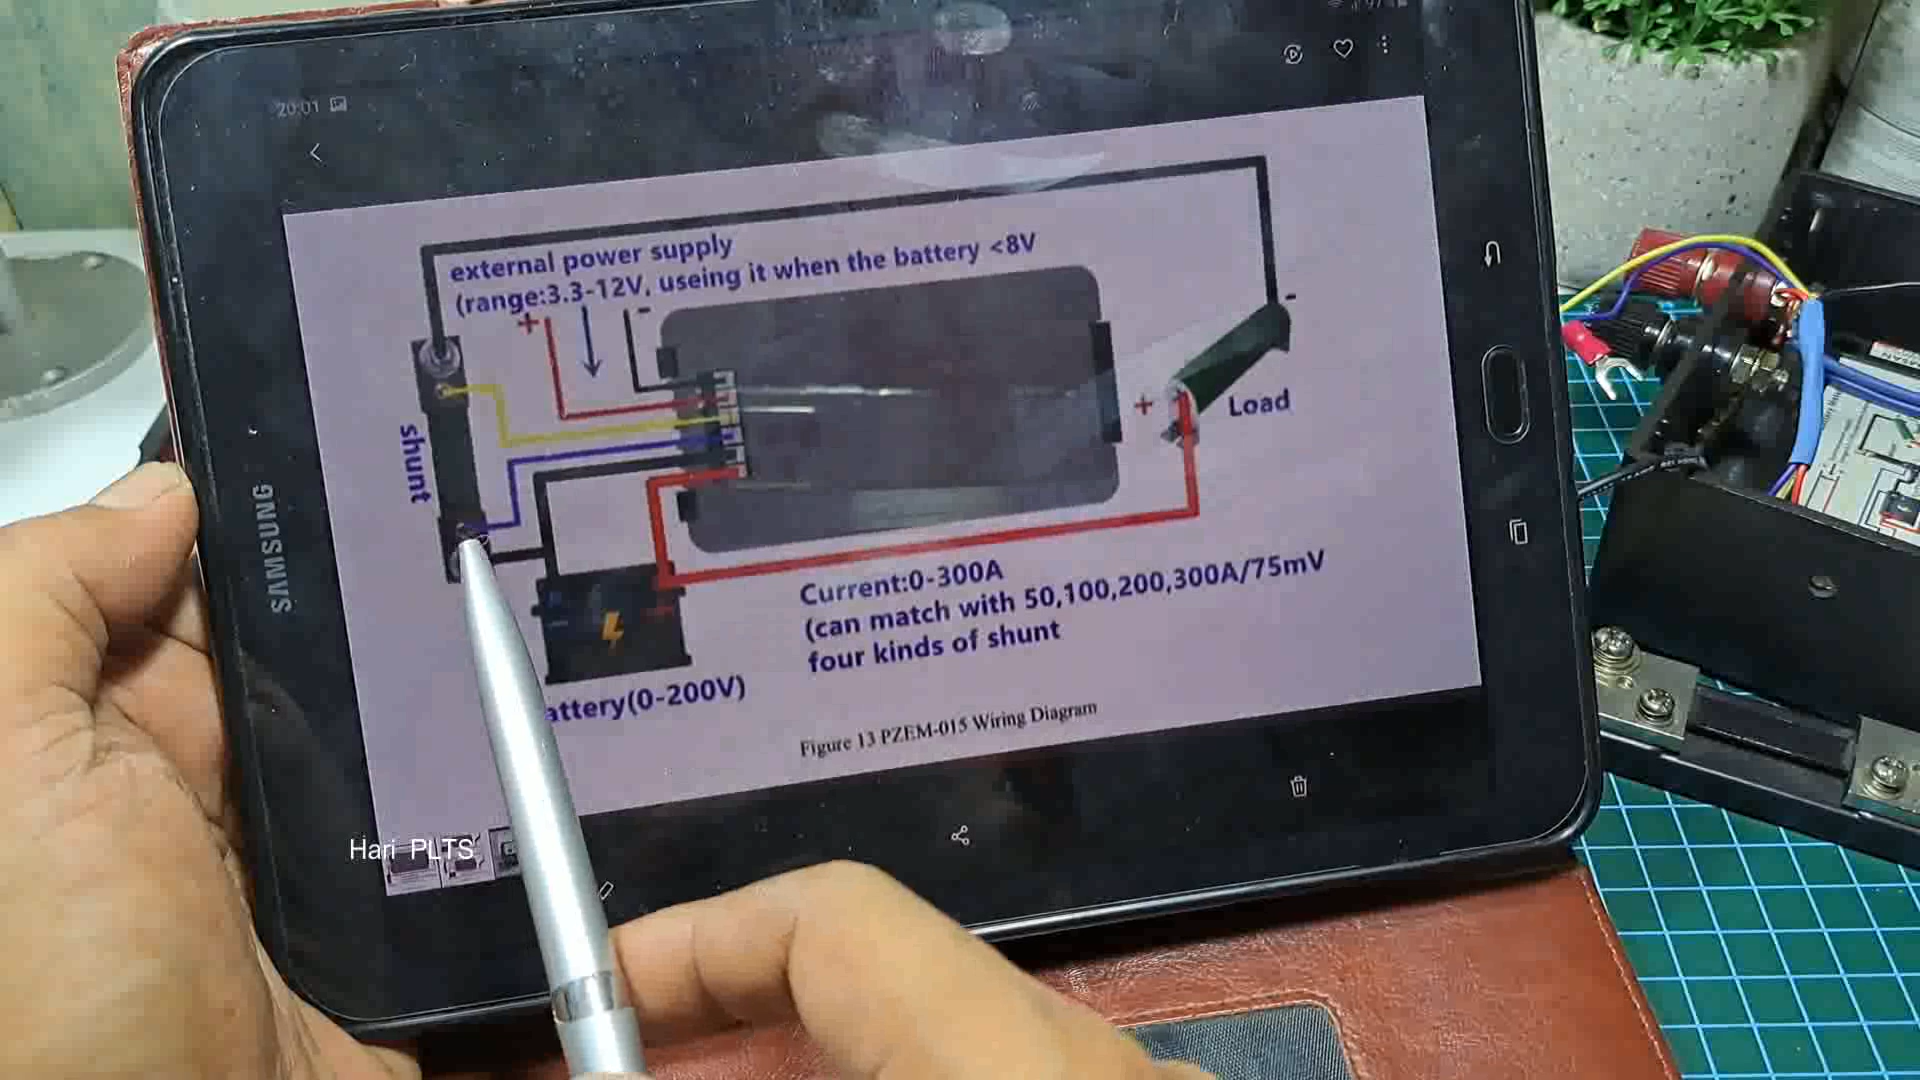 20:01
external power supply
(range:3.3-12V, useing it when the battery <8V
+
-
-
shunt
+
Load
SAMSUNG
Current:0-300A
(can match with 50,100,200,300A/75mV
four kinds of shunt
attery(0-200V)
Figure 13 PZEM-015 Wiring Diagram
Hari PLTS